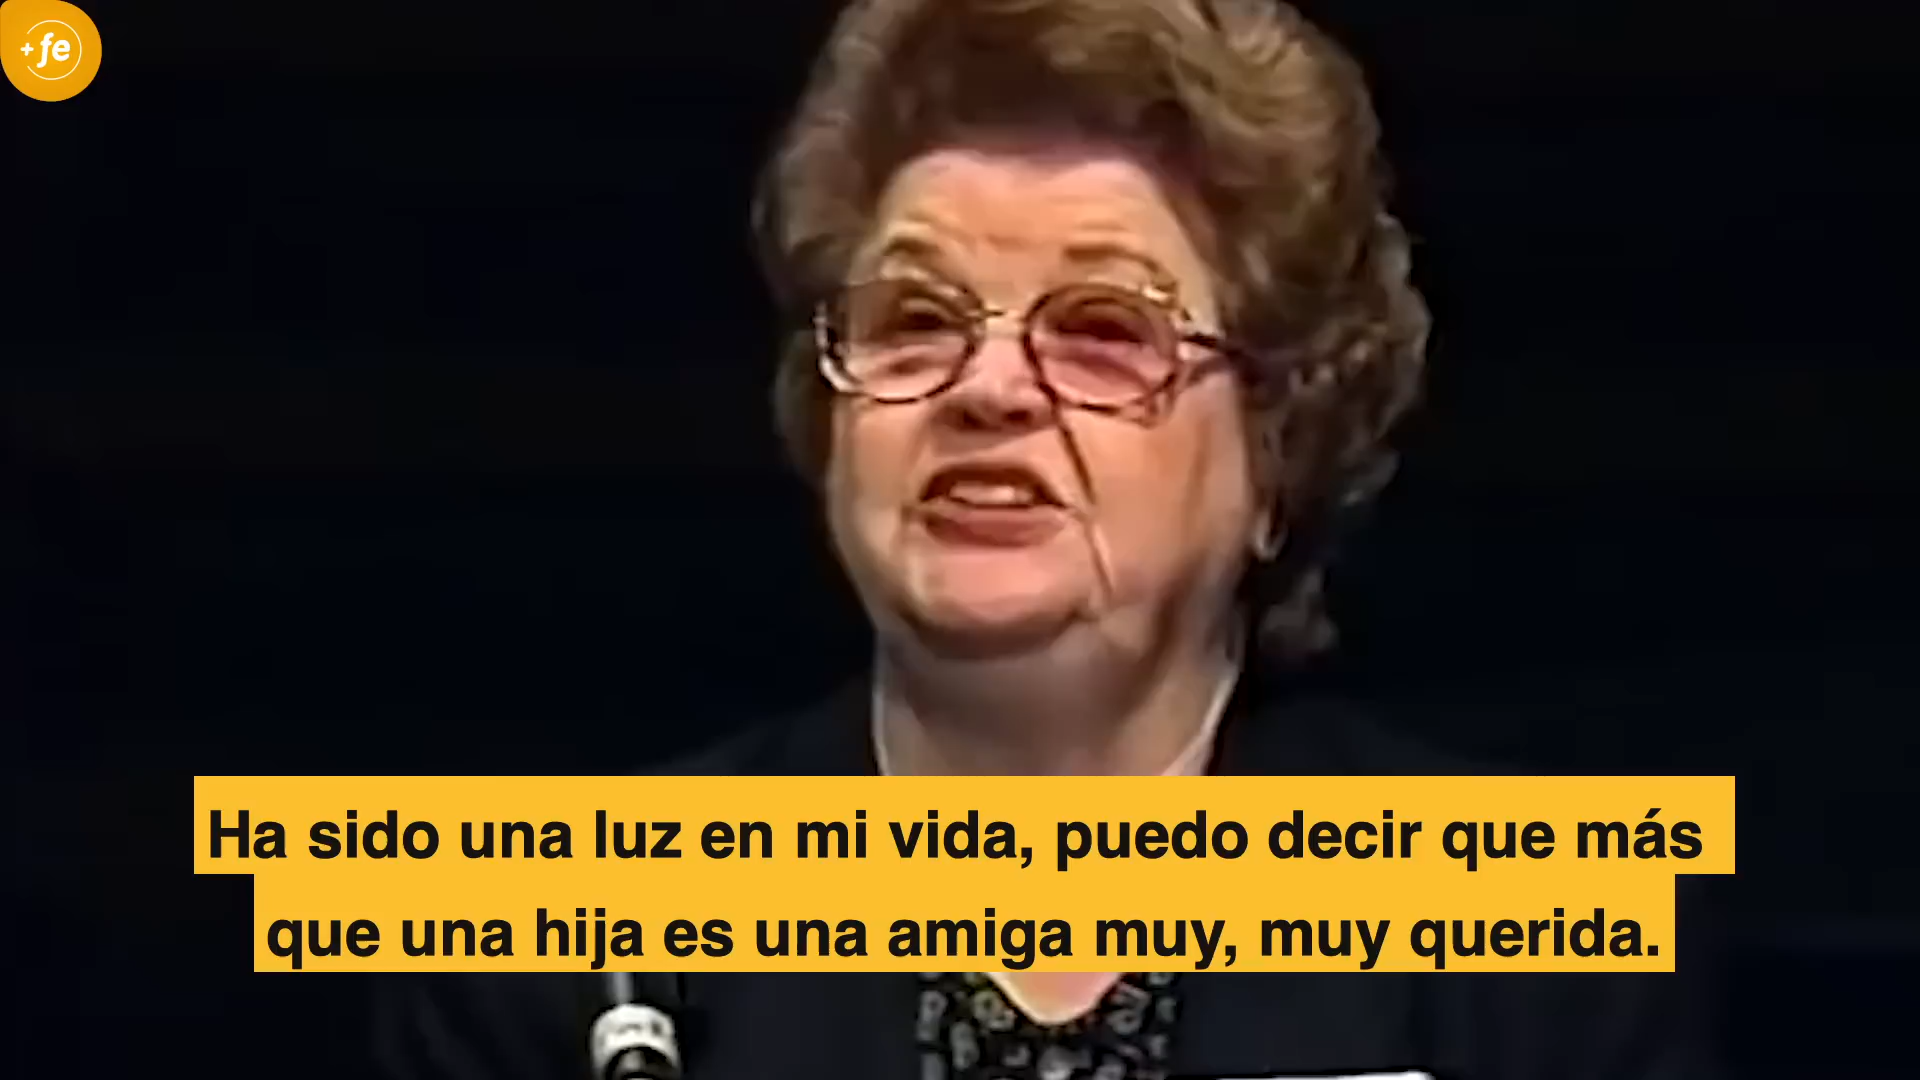 +fe
Ha sido una luz en mi vida, puedo decir que más
que una hija es una amiga muy, muy querida.